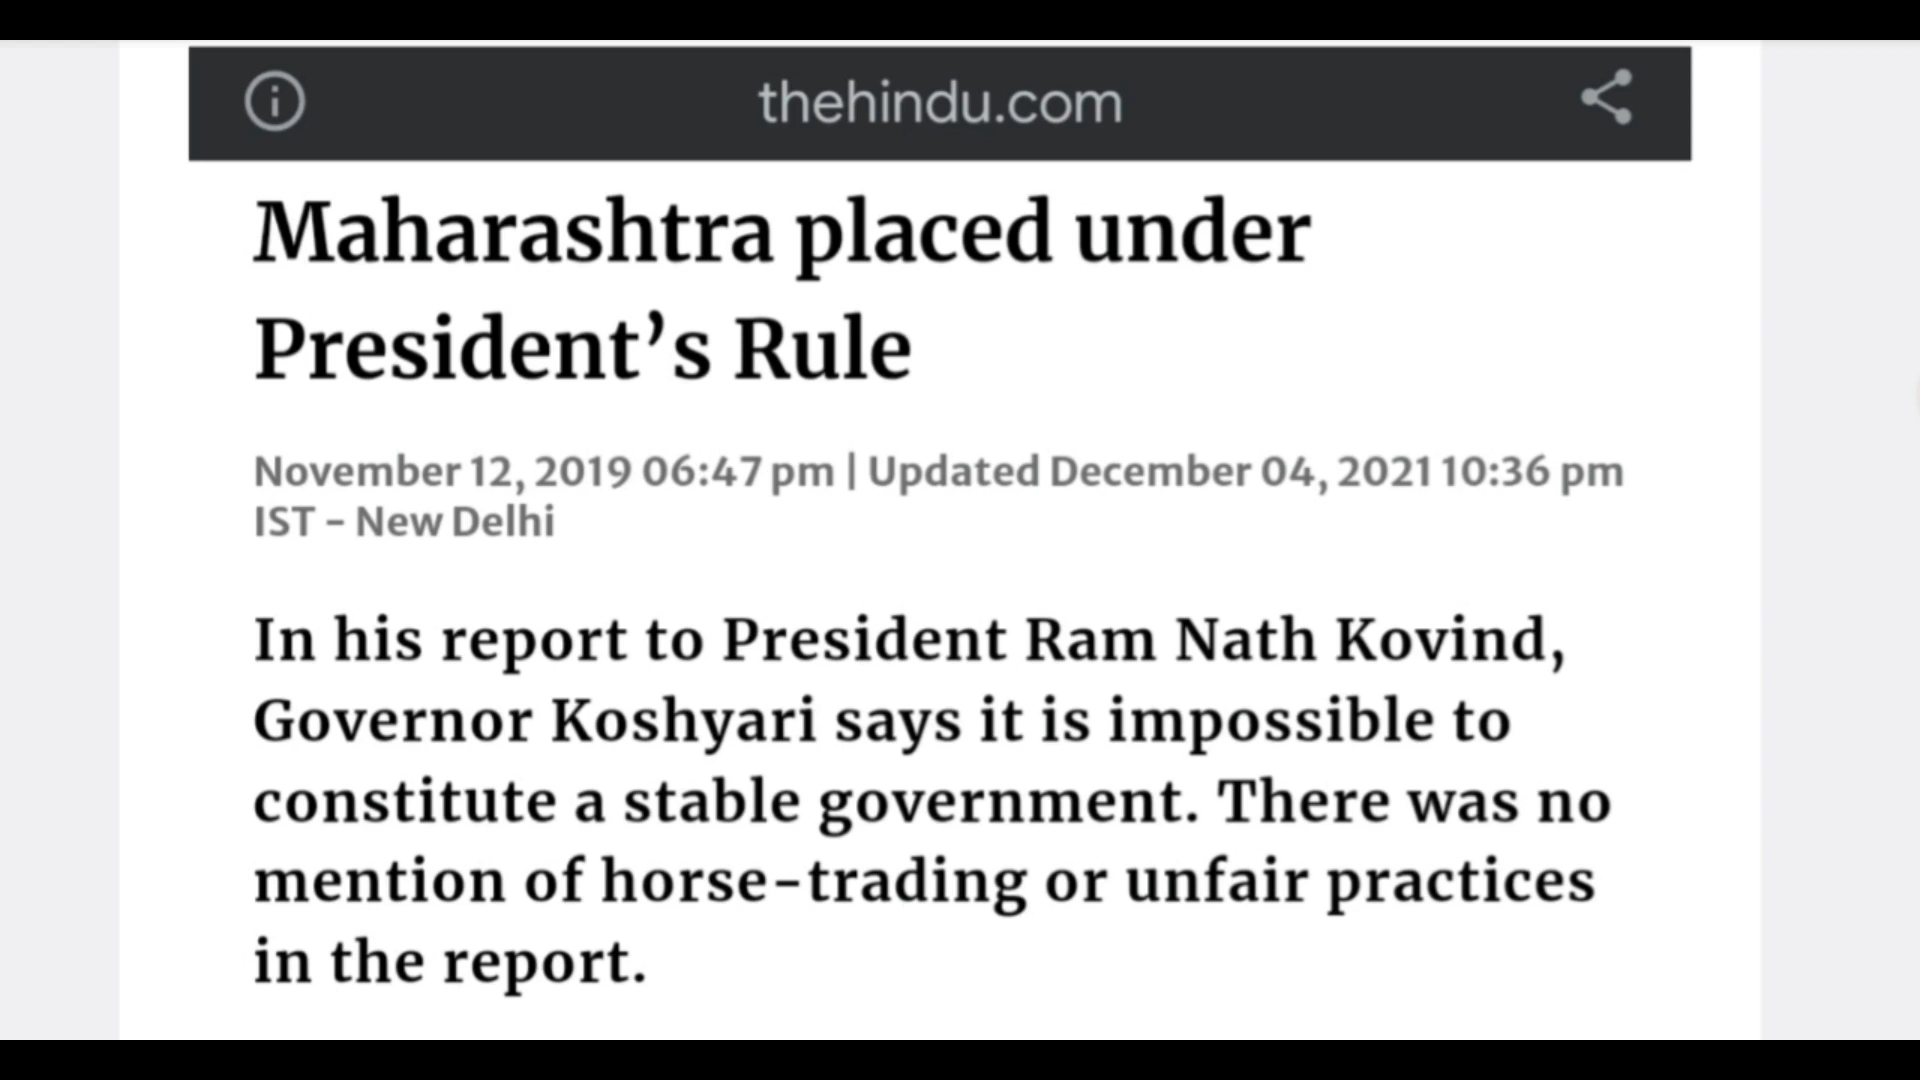 thehindu.com
Maharashtra placed under
President’s Rule
November 12, 2019 06:47 pm | Updated December 04, 2021 10:36 pm
IST - New Delhi
In his report to President Ram Nath Kovind,
Governor Koshyari says it is impossible to
constitute a stable government. There was no
mention of horse-trading or unfair practices
in the report.